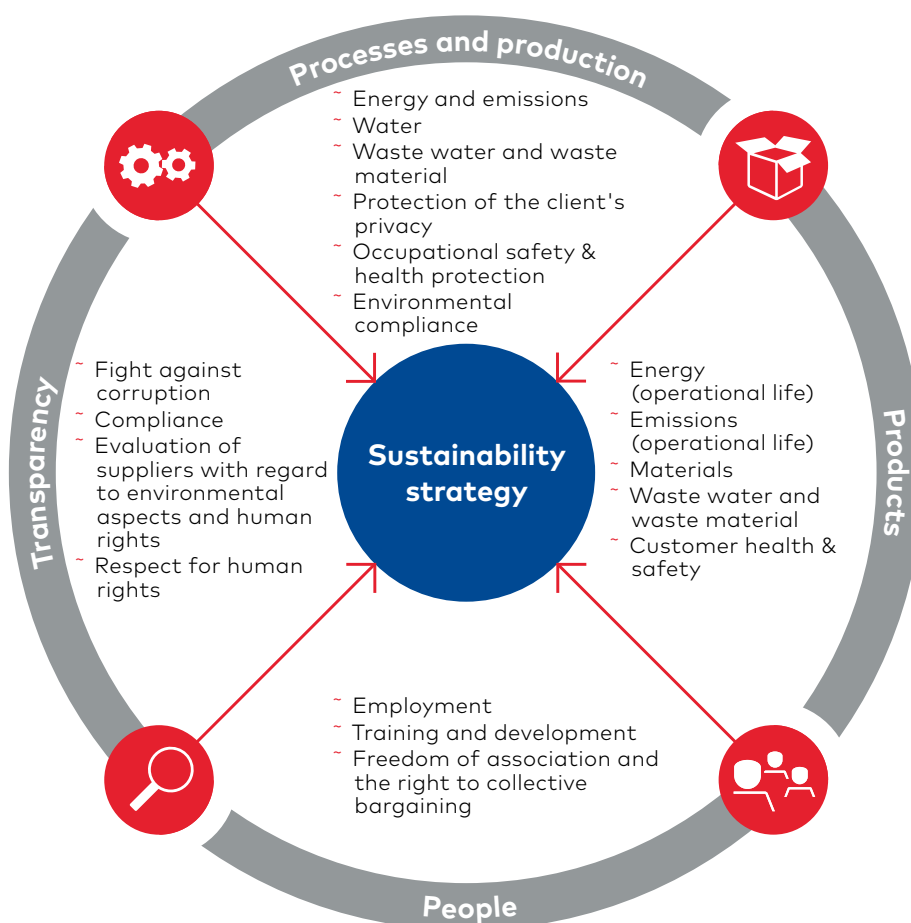 Processes and production
~ Energy and emissions
~ Water
~ Waste water and waste
material
~ Protection of the client's
privacy
~ Occupational safety &
health protection
~ Environmental
compliance
Transparency
~ Fight against
corruption
~ Compliance
~ Evaluation of
suppliers with regard
to environmental
aspects and human
rights
~ Respect for human
rights
Sustainability
strategy
~ Energy
(operational life)
~ Emissions
(operational life)
~ Materials
~ Waste water and
waste material
~ Customer health &
safety
Products
~ Employment
~ Training and development
~ Freedom of association and
the right to collective
bargaining
People